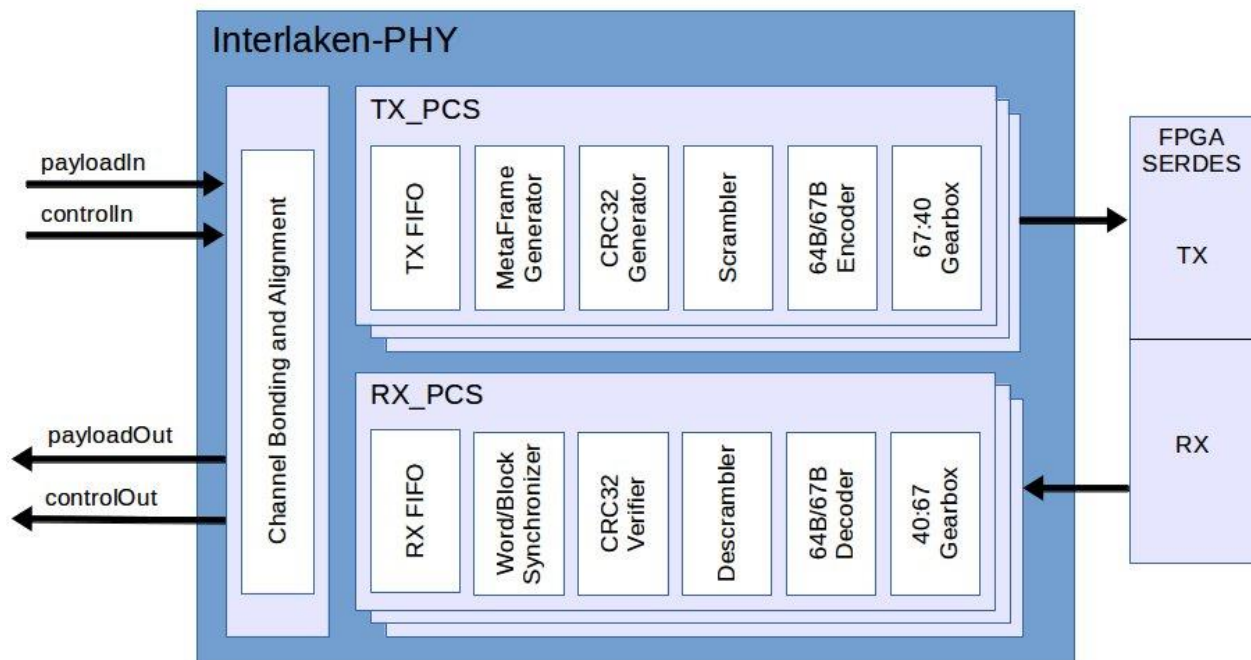 Interlaken-PHY
payloadIn
controlIn
payloadOut
controlOut
Channel Bonding and Alignment
TX_PCS
TX FIFO
MetaFrame
Generator
CRC32
Generator
Scrambler
64B/67B
Encoder
67:40
Gearbox
RX_PCS
RX FIFO
Word/Block
Synchronizer
CRC32
Verifier
Descrambler
64B/67B
Decoder
40:67
Gearbox
FPGA
SERDES
TX
RX